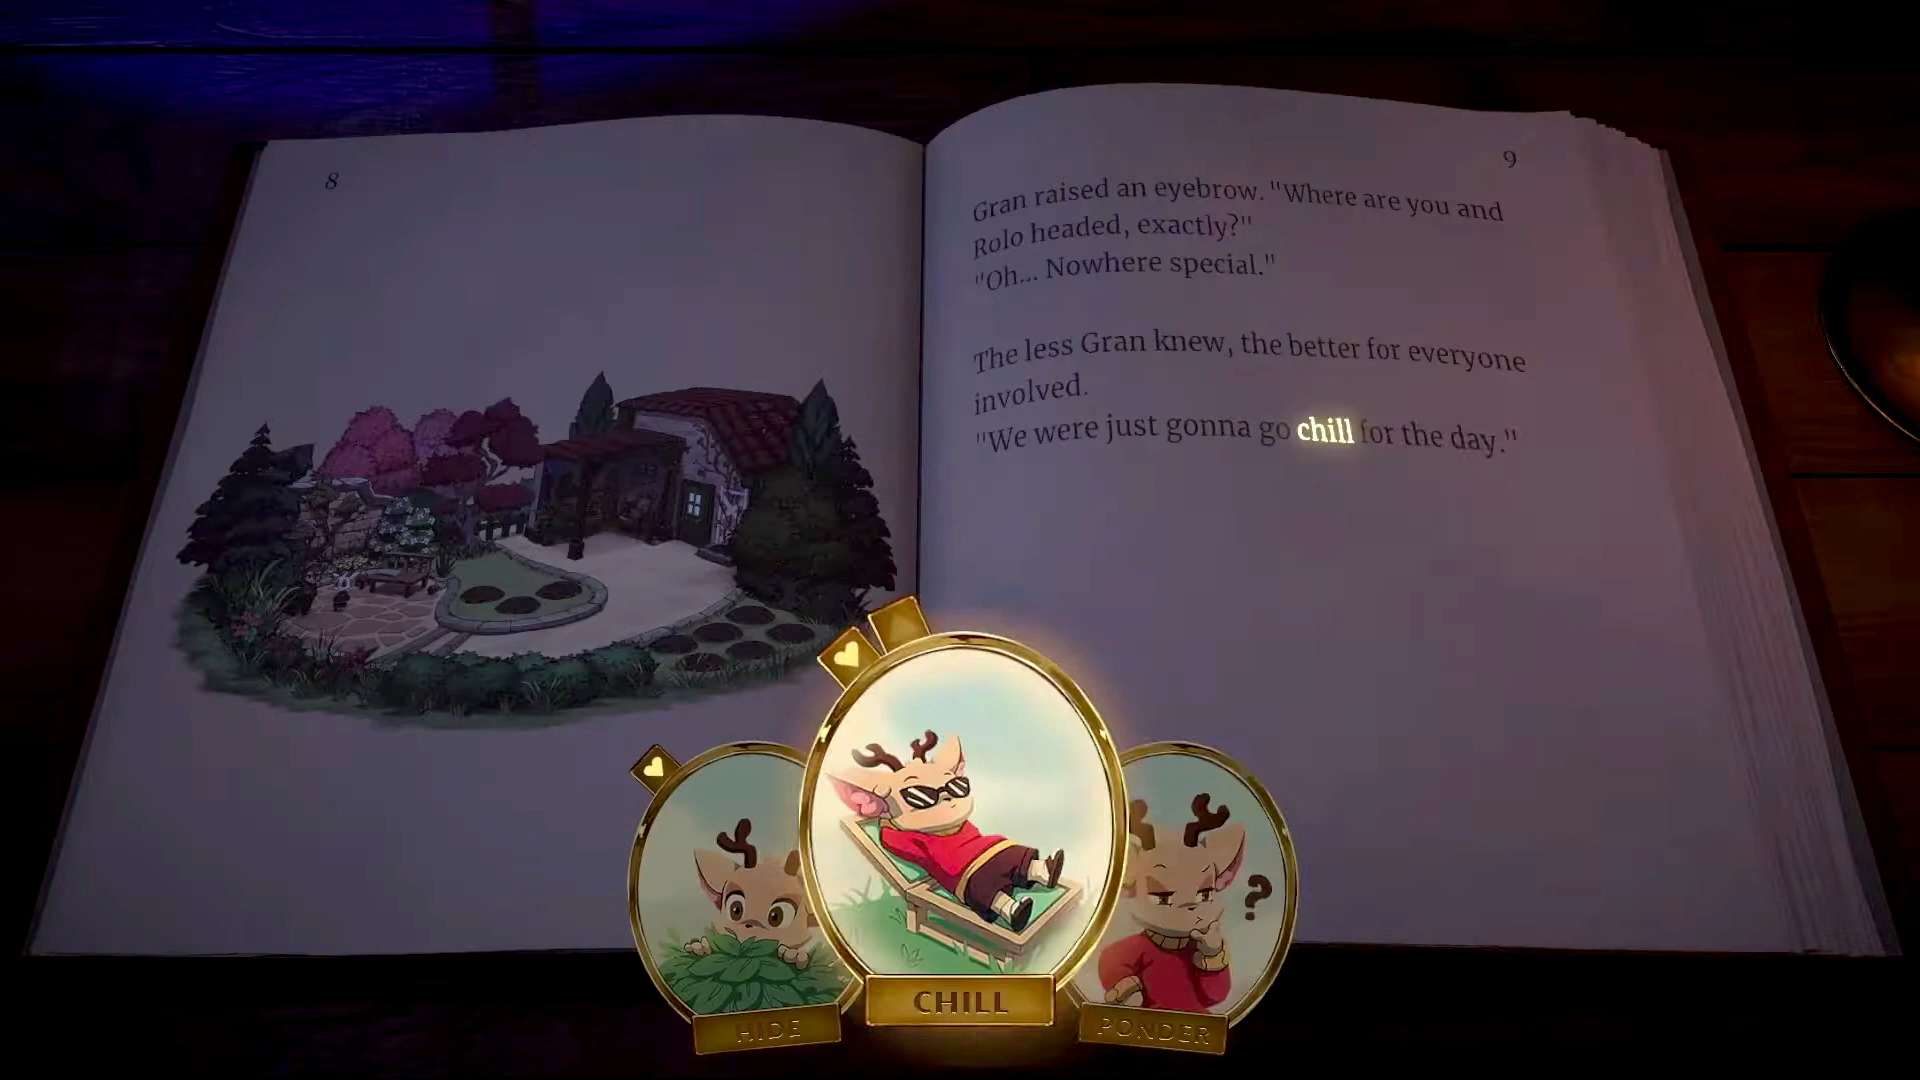 8
9
Gran raised an eyebrow. "Where are you and
Rolo headed, exactly?"
"Oh... Nowhere special."
The less Gran knew, the better for everyone
involved.
"We were just gonna go chill for the day."
HIDE
CHILL
PONDER
?